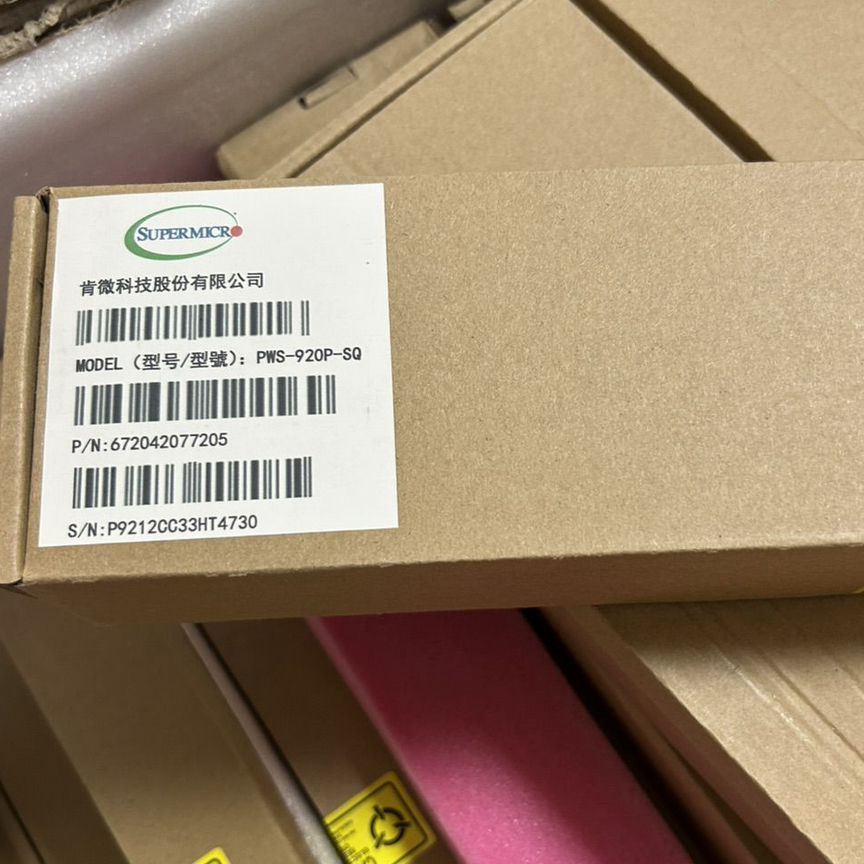 SUPERMICRO
肯微科技股份有限公司
MODEL (型号/型號): PWS-920P-SQ
P/N:672042077205
S/N:P9212CC33HT4730